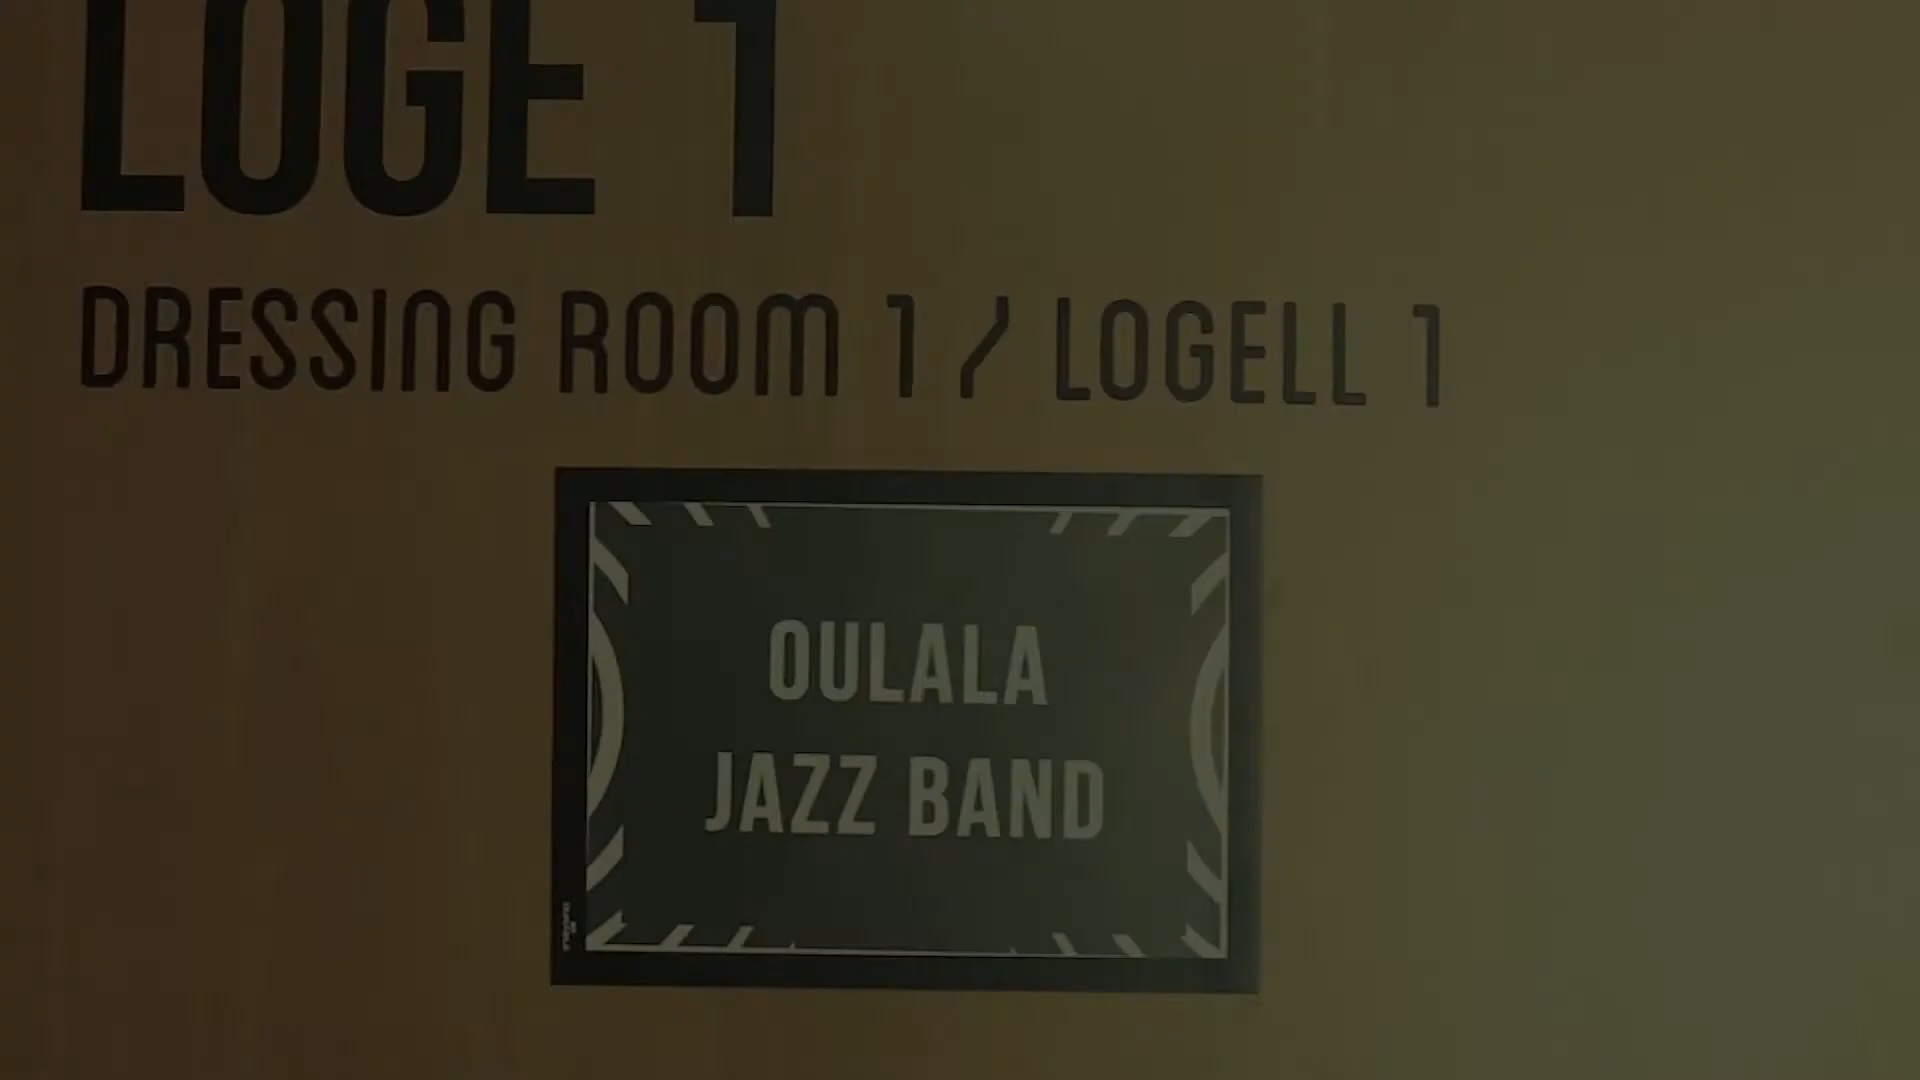 LOGE 1
DRESSING ROOM 1 / LOGELL 1
OULALA
JAZZ BAND